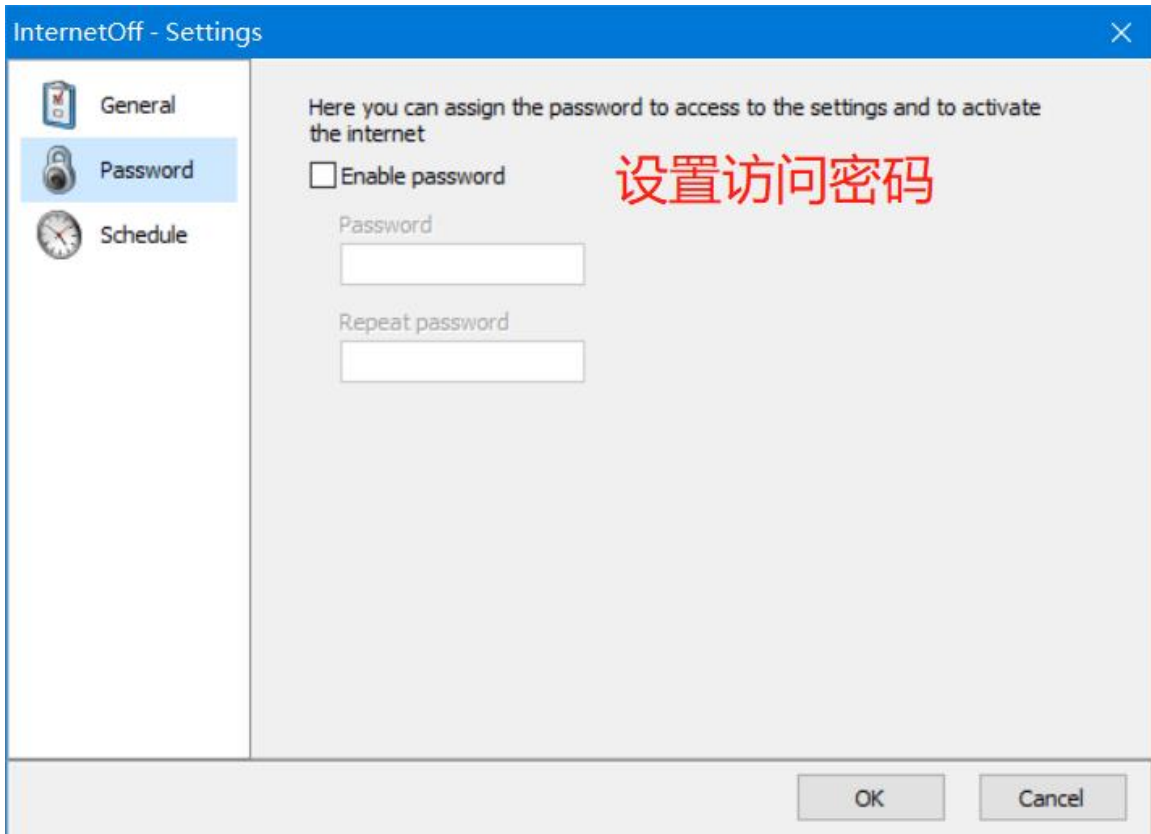 InternetOff - Settings
General
Password
Schedule
Here you can assign the password to access to the settings and to activate
the internet
Enable password
设置访问密码
Password
Repeat password
OK
Cancel